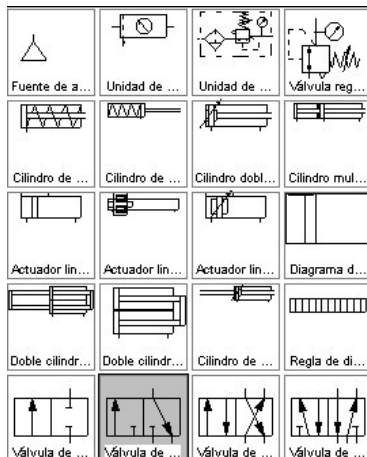 Fuente de a...
Unidad de ...
Unidad de ...
Válvula reg...
Cilindro de ...
Cilindro de ...
Cilindro dobl...
Cilindro mul...
Actuador lin...
Actuador lin...
Actuador lin...
Diagrama d...
Doble cilindr...
Doble cilindr...
Cilindro de ...
Regla de di...
Válvula de ...
Válvula de ...
Válvula de ...
Válvula de ...